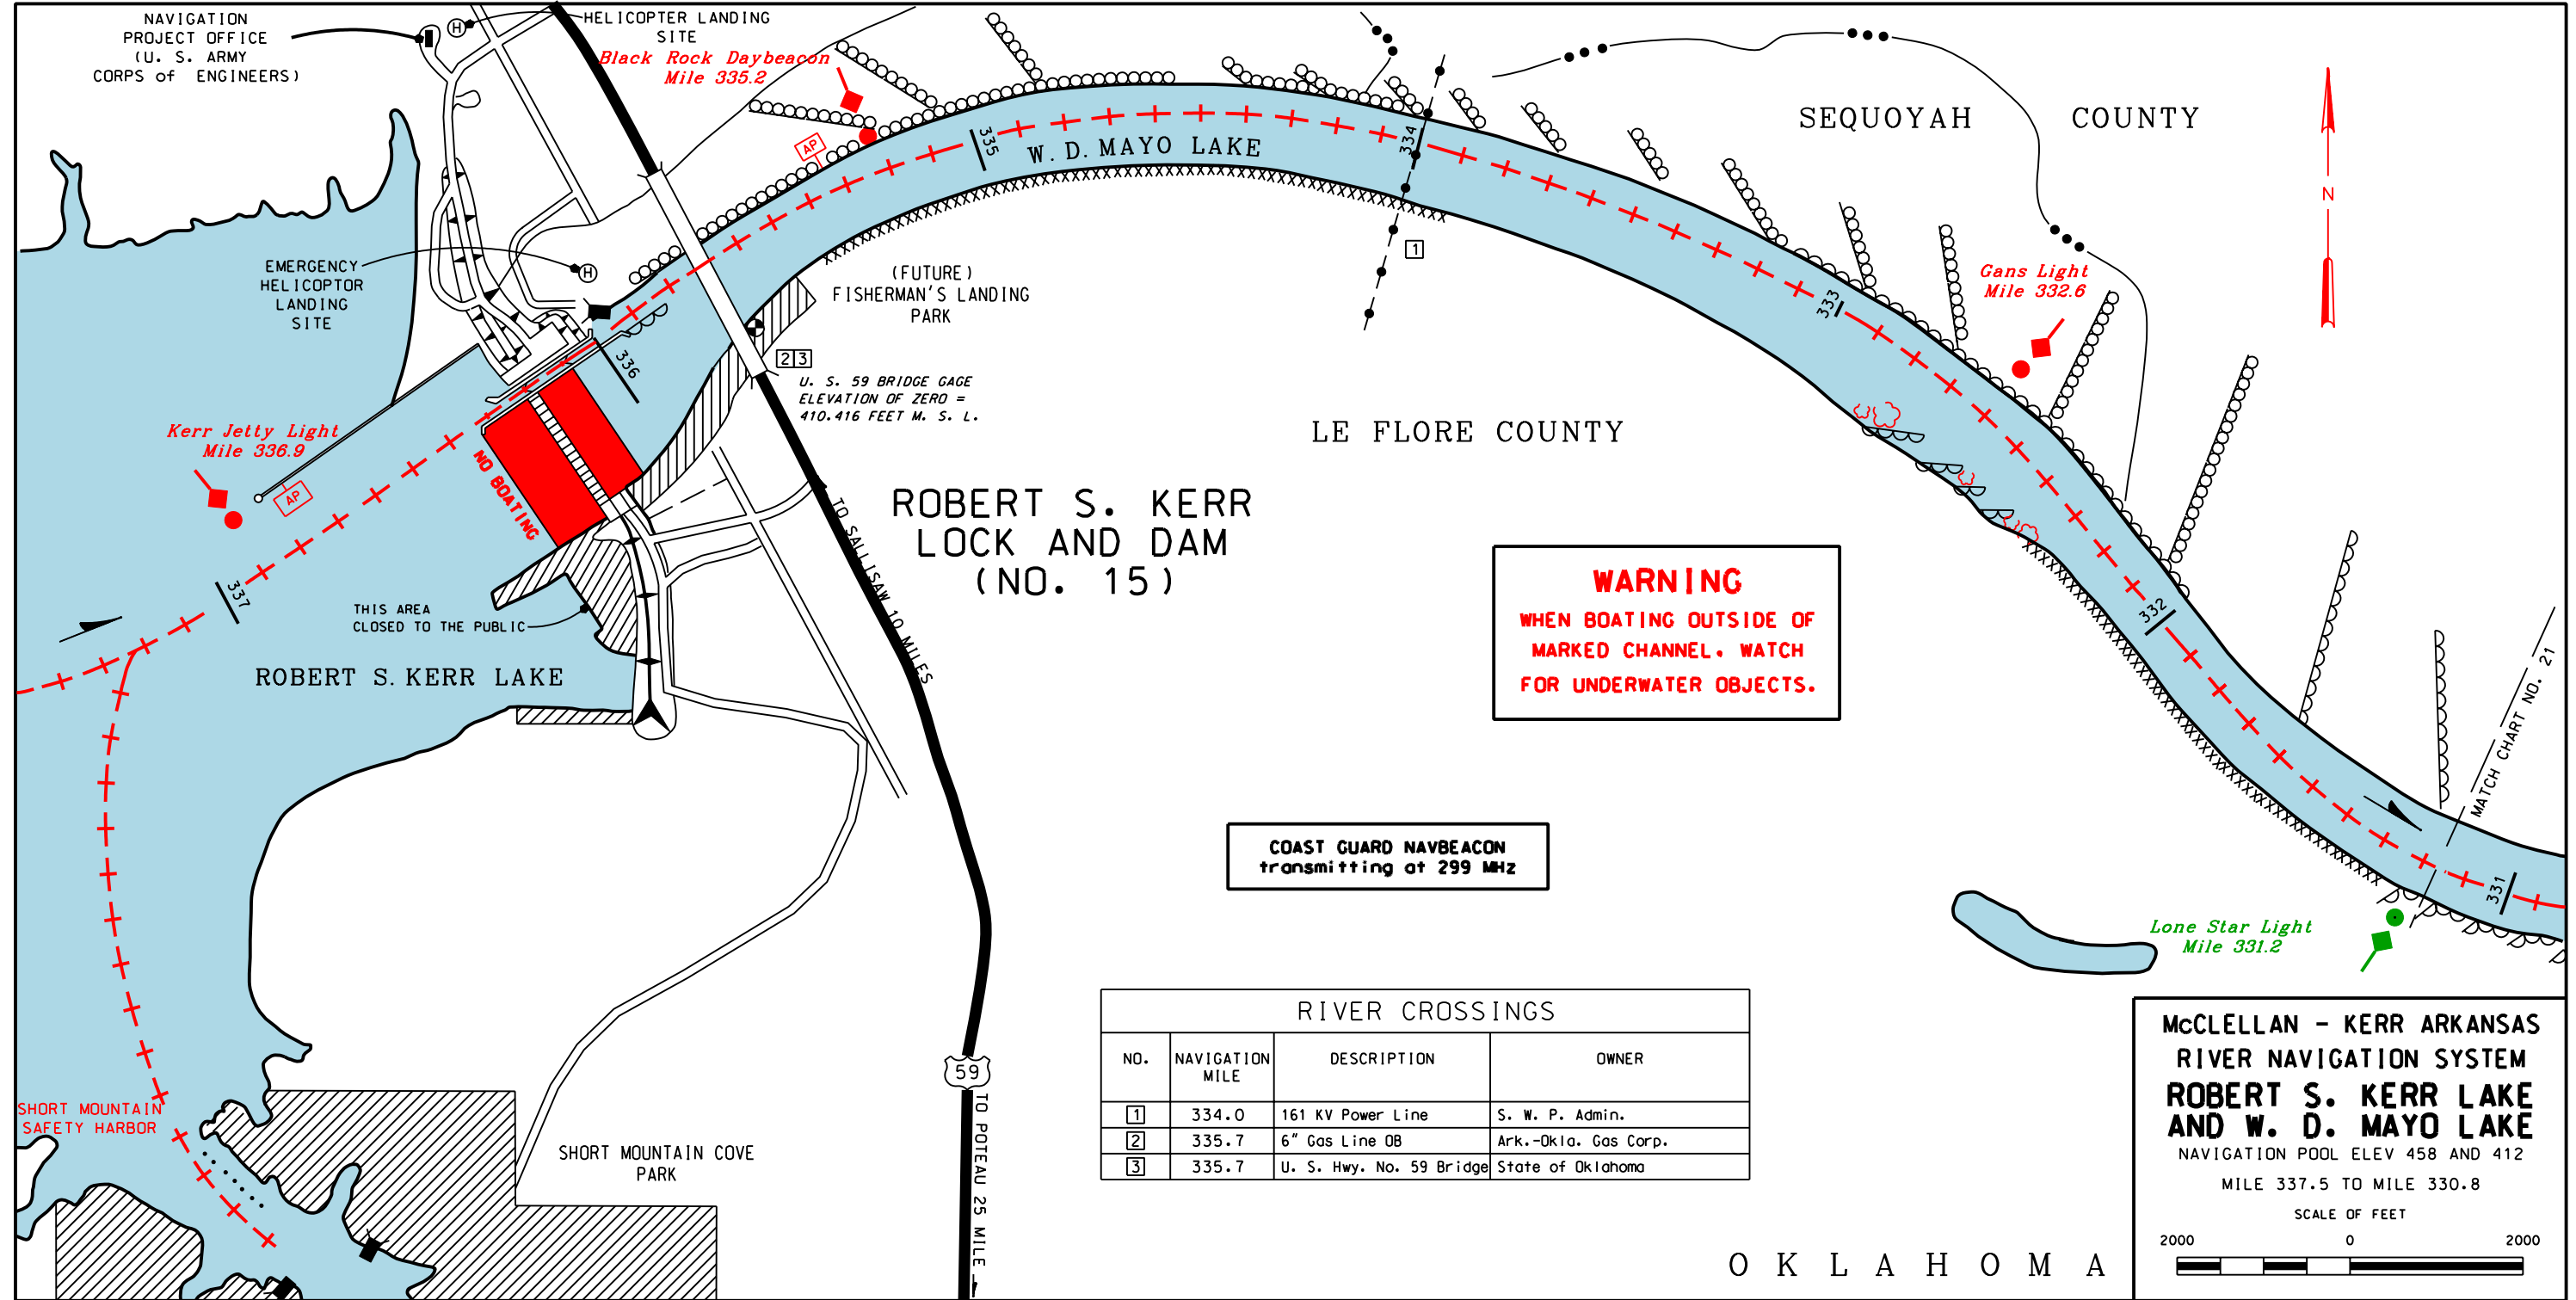 NAVIGATION
PROJECT OFFICE
(U. S. ARMY
CORPS of ENGINEERS)
H
HELICOPTER LANDING
SITE
Black Rock Daybeacon
Mile 335.2
AP
335
W. D. MAYO LAKE
334
1
SEQUOYAH COUNTY
N
EMERGENCY
HELICOPTOR
LANDING
SITE
H
(FUTURE)
FISHERMAN'S LANDING
PARK
336
2 3
U. S. 59 BRIDGE GAGE
ELEVATION OF ZERO =
410.416 FEET M. S. L.
333
Gans Light
Mile 332.6
LE FLORE COUNTY
Kerr Jetty Light
Mile 336.9
AP
NO BOATING
337
THIS AREA
CLOSED TO THE PUBLIC
ROBERT S. KERR LAKE
TO SALLISAW 10 MILES
ROBERT S. KERR
LOCK AND DAM
(NO. 15)
WARNING
WHEN BOATING OUTSIDE OF
MARKED CHANNEL. WATCH
FOR UNDERWATER OBJECTS.
332
MATCH CHART NO. 21
COAST GUARD NAVBEACON
transmitting at 299 MHz
331
Lone Star Light
Mile 331.2
59
TO POTEAU 25 MILE
SHORT MOUNTAIN
SAFETY HARBOR
SHORT MOUNTAIN COVE
PARK
RIVER CROSSINGS
NO. NAVIGATION MILE DESCRIPTION OWNER
1 334.0 161 KV Power Line S. W. P. Admin.
2 335.7 6" Gas Line OB Ark.-Okla. Gas Corp.
3 335.7 U. S. Hwy. No. 59 Bridge State of Oklahoma
OKLAHOMA
McCLELLAN - KERR ARKANSAS
RIVER NAVIGATION SYSTEM
ROBERT S. KERR LAKE
AND W. D. MAYO LAKE
NAVIGATION POOL ELEV 458 AND 412
MILE 337.5 TO MILE 330.8
SCALE OF FEET
2000 0 2000